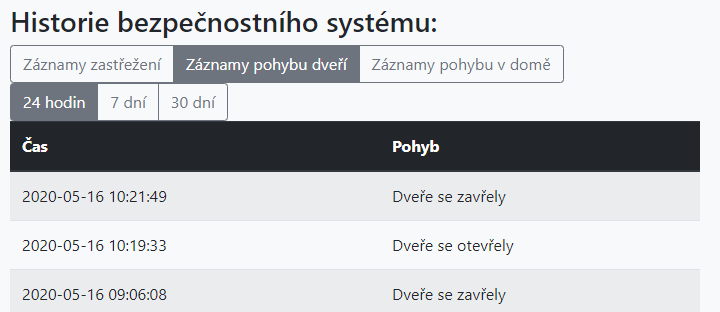 Historie bezpečnostního systému:
Záznamy zastřežení Záznamy pohybu dveří Záznamy pohybu v domě
24 hodin 7 dní 30 dní
Čas Pohyb
2020-05-16 10:21:49 Dveře se zavřely
2020-05-16 10:19:33 Dveře se otevřely
2020-05-16 09:06:08 Dveře se zavřely